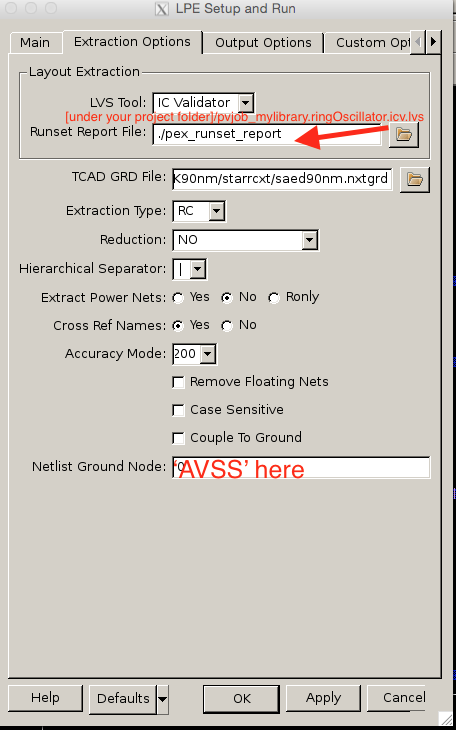 LPE Setup and Run
Main Extraction Options Output Options Custom Opt
Layout Extraction
LVS Tool: IC Validator
[under your project folder]/pvjob_mylibrary.ringOscillator.icv.lvs
Runset Report File: ./pex_runset_report
TCAD GRD File: K90nm/starrcxt/saed90nm.nxtgrd
Extraction Type: RC
Reduction: NO
Hierarchical Separator: |
Extract Power Nets: Yes No Ronly
Cross Ref Names: Yes No
Accuracy Mode: 200
Remove Floating Nets
Case Sensitive
Couple To Ground
Netlist Ground Node: 0 'AVSS' here
Help Defaults OK Apply Cancel